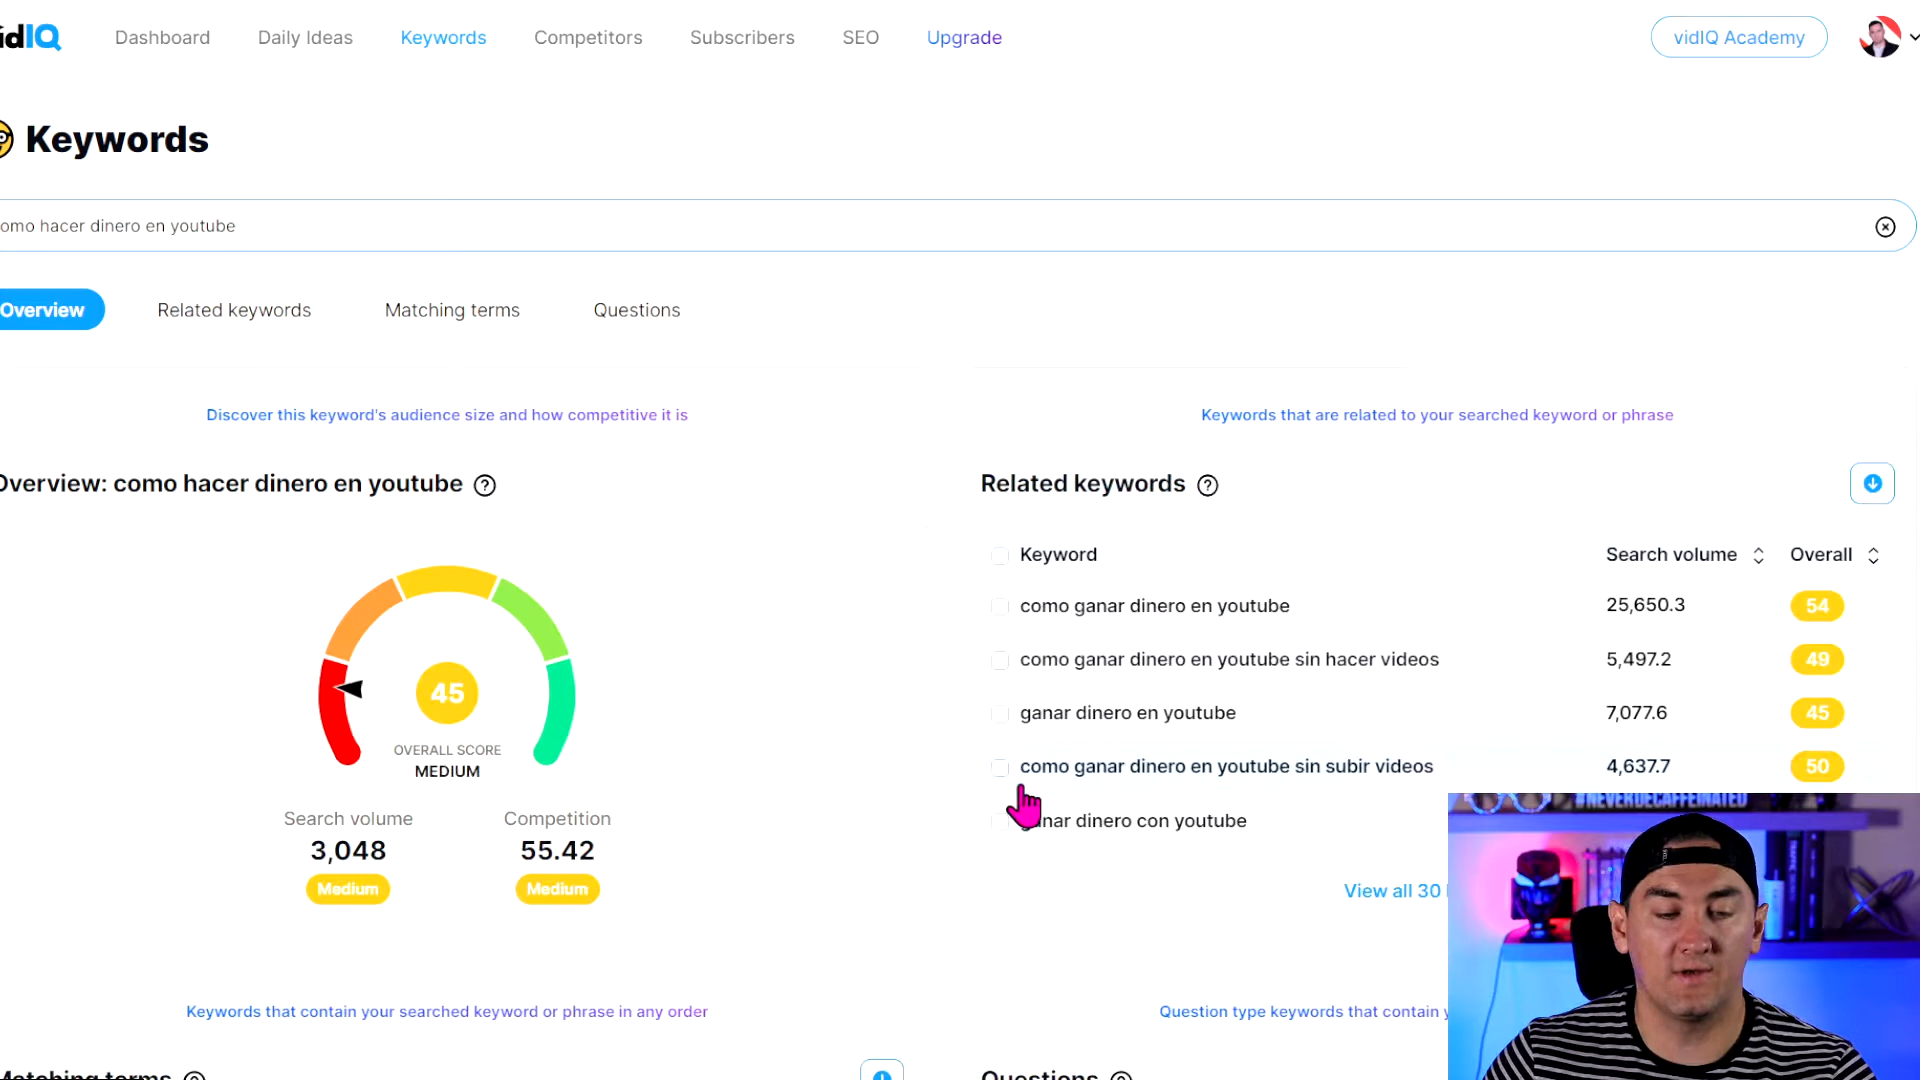 idIQ Dashboard Daily Ideas Keywords Competitors Subscribers SEO Upgrade vidIQ Academy
Keywords
omo hacer dinero en youtube
Overview Related keywords Matching terms Questions
Discover this keyword's audience size and how competitive it is
Keywords that are related to your searched keyword or phrase
Overview: como hacer dinero en youtube ?
Related keywords ?
Keyword Search volume Overall
como ganar dinero en youtube 25,650.3 54
como ganar dinero en youtube sin hacer videos 5,497.2 49
ganar dinero en youtube 7,077.6 45
como ganar dinero en youtube sin subir videos 4,637.7 50
anar dinero con youtube
View all 30
45
OVERALL SCORE
MEDIUM
Search volume Competition
3,048 55.42
Medium Medium
Keywords that contain your searched keyword or phrase in any order
Question type keywords that contain
Matching terms ?
Questions ?
#NEVERDECAFFEINATED